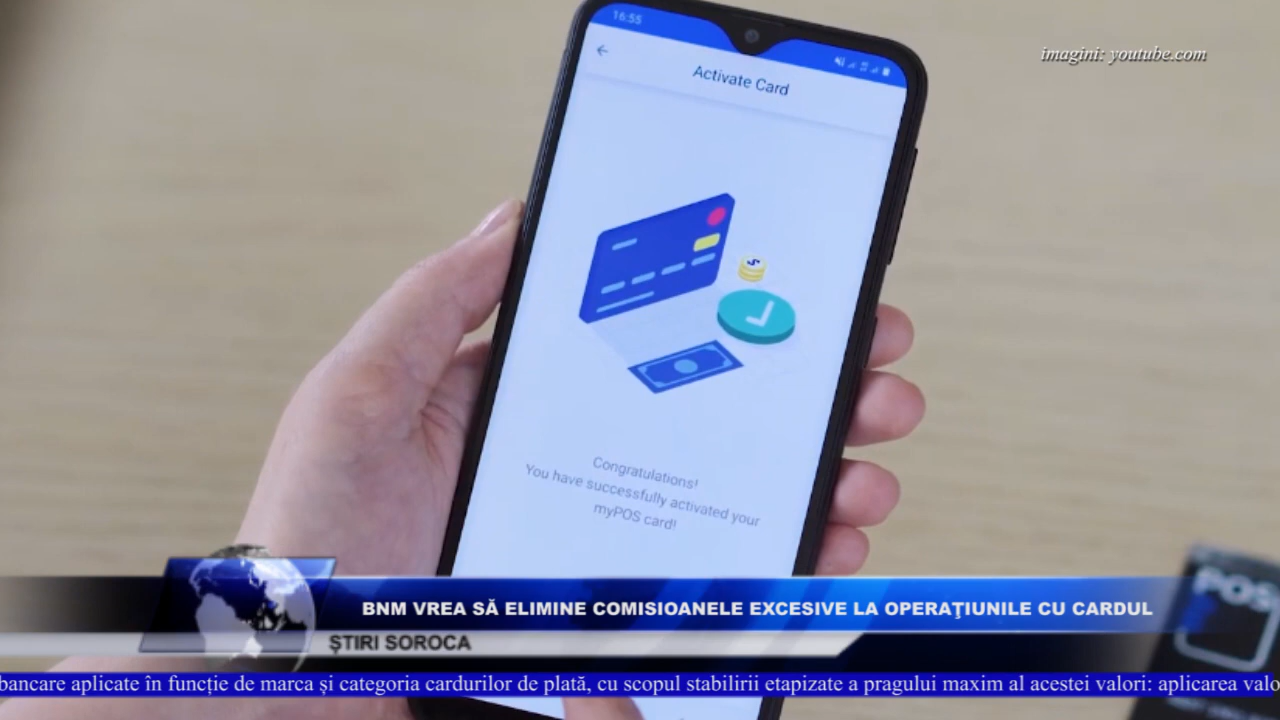 16:55
imagini: youtube.com
Activate Card
Congratulations!
You have successfully activated your
myPOS card!
POS
BNM VREA SĂ ELIMINE COMISIOANELE EXCESIVE LA OPERAŢIUNILE CU CARDUL
ȘTIRI SOROCA
bancare aplicate în funcție de marca și categoria cardurilor de plată, cu scopul stabilirii etapizate a pragului maxim al acestei valori: aplicarea valo